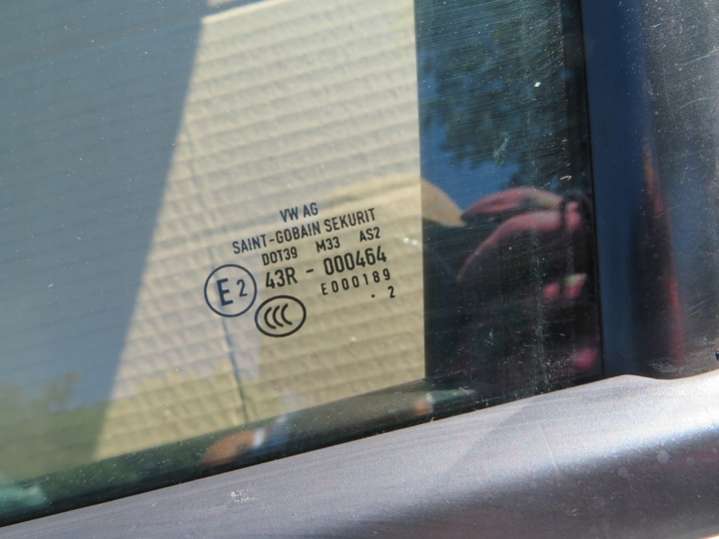 VW AG
SAINT-GOBAIN SEKURIT
DOT39 M33 AS2
E2 43R - 000464
E000189
CCC . 2